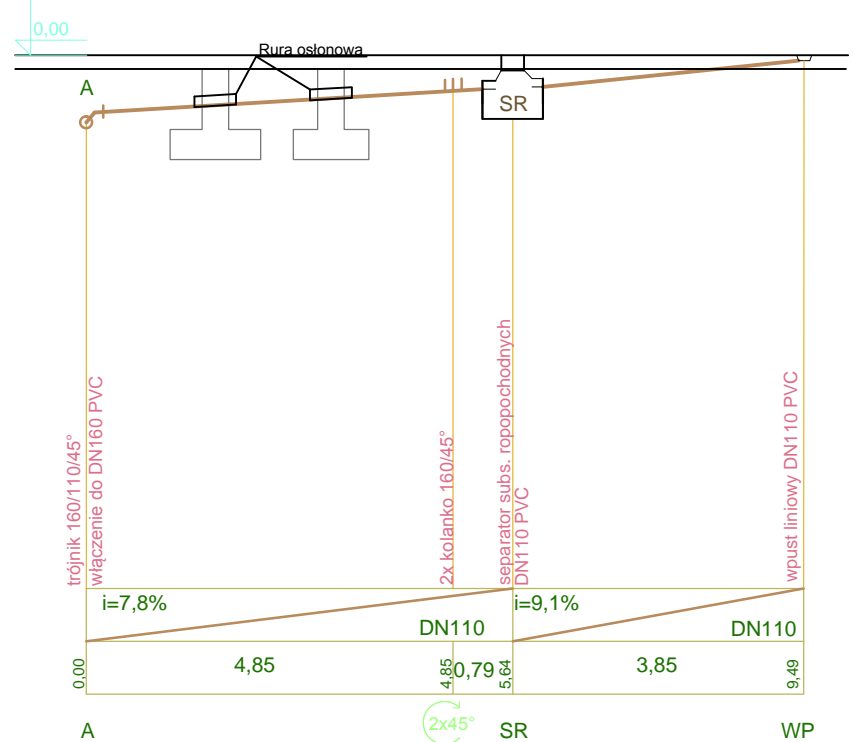 0,00
Rura osłonowa
A
SR
trójnik 160/110/45°
włączenie do DN160 PVC
2x kolanko 160/45°
separator subs. ropopochodnych
DN110 PVC
wpust liniowy DN110 PVC
i=7,8%
i=9,1%
DN110
DN110
0,00
4,85
4,85
0,79
5,64
3,85
9,49
A
2x45°
SR
WP